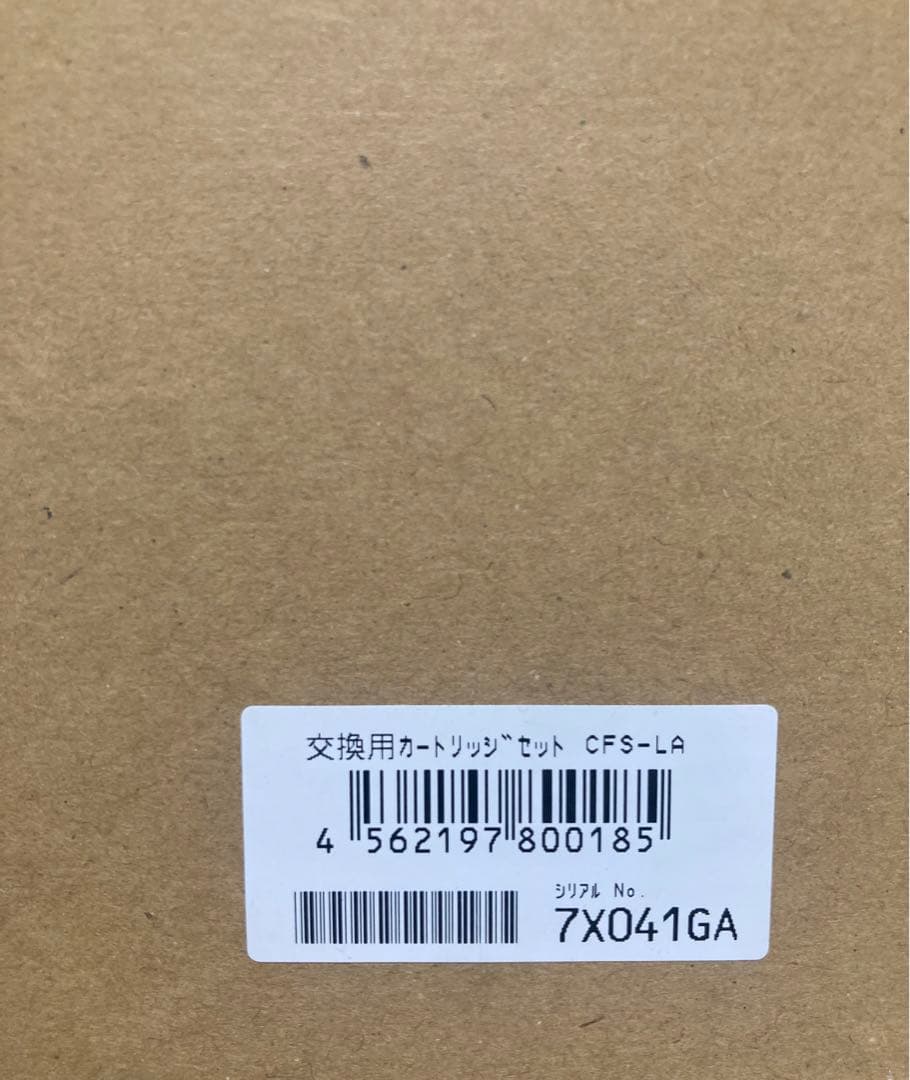 交換用ｶｰﾄﾘｯｼﾞｾｯﾄ CFS-LA
4 562197 800185
ｼﾘｱﾙ No.
7X041GA